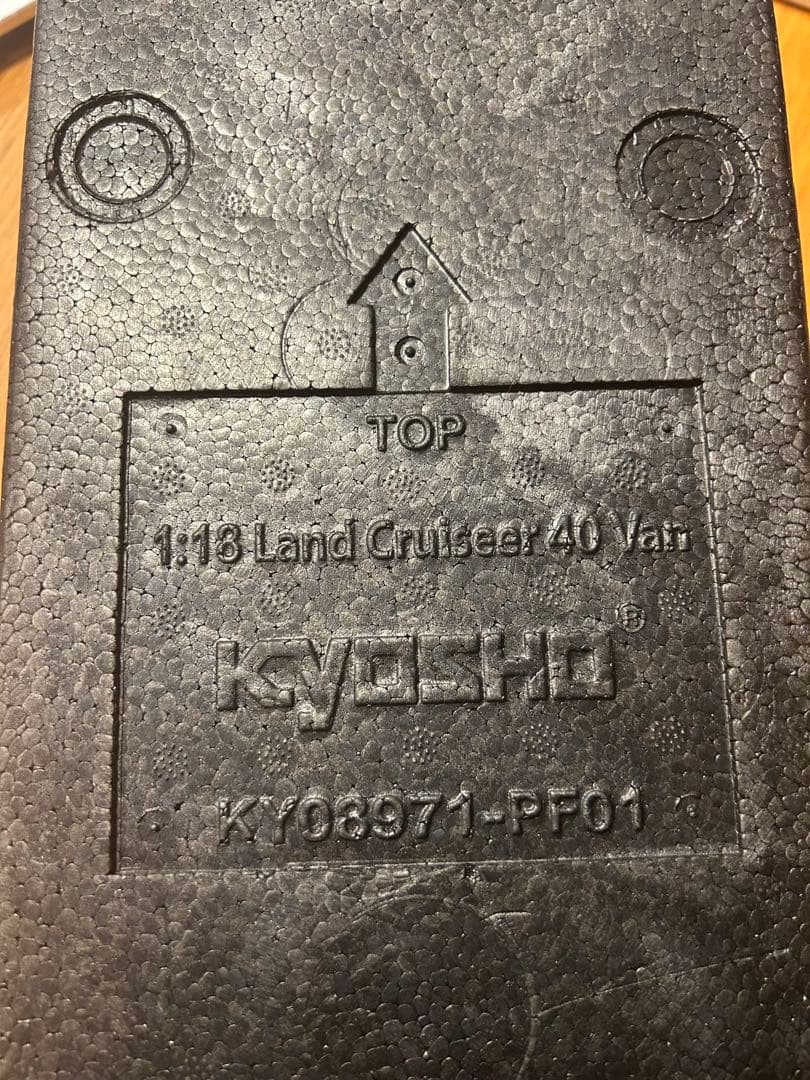 TOP
1:18 Land Cruiseer 40 Van
KYOSHO®
KY08971-PF01